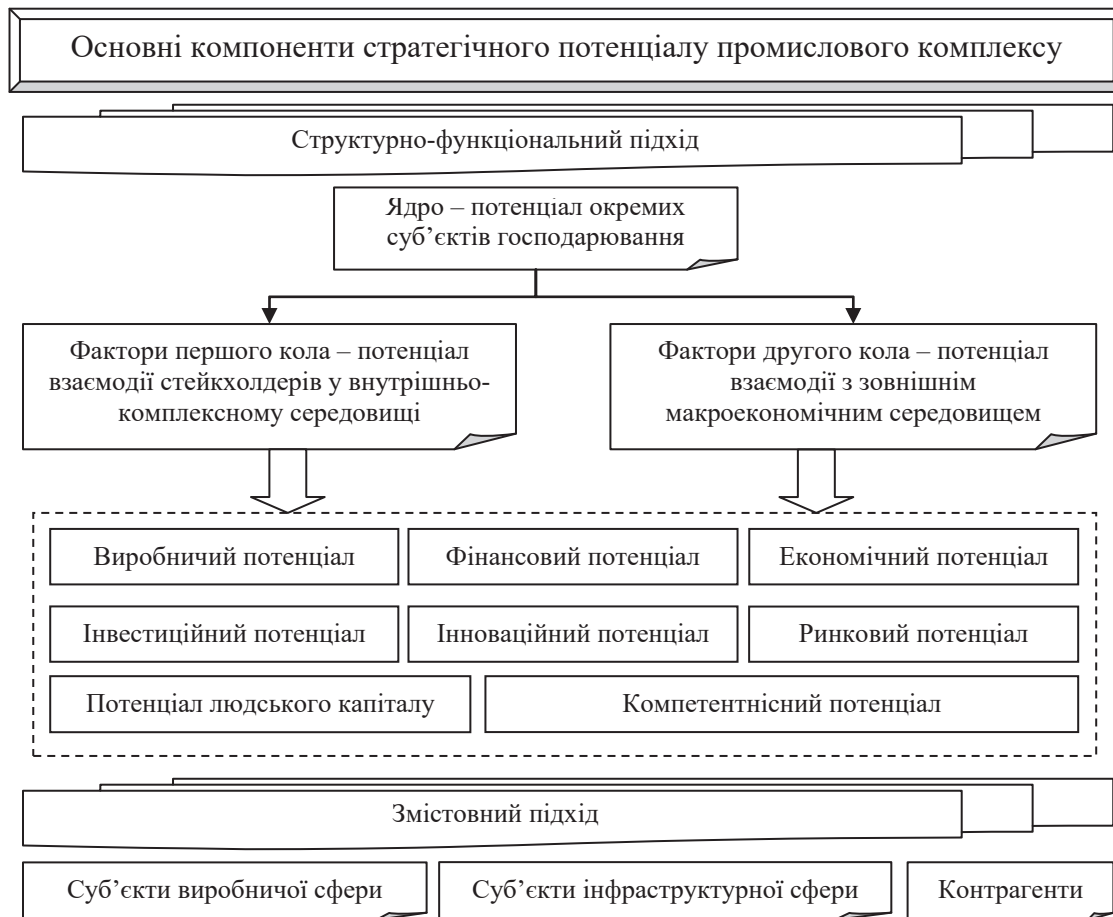 Основні компоненти стратегічного потенціалу промислового комплексу
Структурно-функціональний підхід
Ядро – потенціал окремих
суб’єктів господарювання
Фактори першого кола – потенціал
взаємодії стейкхолдерів у внутрішньо-
комплексному середовищі
Фактори другого кола – потенціал
взаємодії з зовнішнім
макроекономічним середовищем
Виробничий потенціал
Фінансовий потенціал
Економічний потенціал
Інвестиційний потенціал
Інноваційний потенціал
Ринковий потенціал
Потенціал людського капіталу
Компетентнісний потенціал
Змістовний підхід
Суб’єкти виробничої сфери
Суб’єкти інфраструктурної сфери
Контрагенти